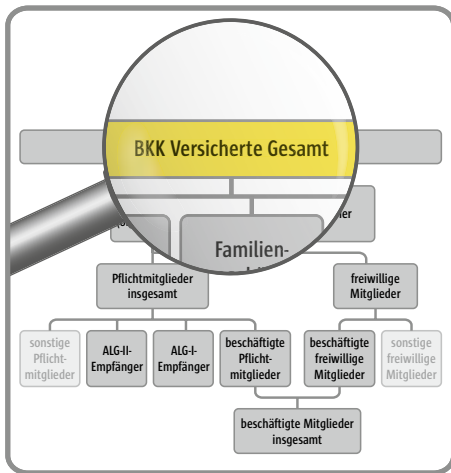 BKK Versicherte Gesamt
Familien-
Pflichtmitglieder
insgesamt
freiwillige
Mitglieder
sonstige
Pflicht-
mitglieder
ALG-II-
Empfänger
ALG-I-
Empfänger
beschäftigte
Pflicht-
mitglieder
beschäftigte
freiwillige
Mitglieder
sonstige
freiwillige
Mitglieder
beschäftigte Mitglieder
insgesamt